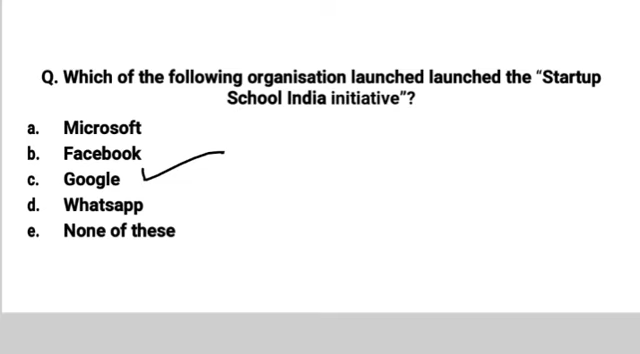 Q. Which of the following organisation launched launched the “Startup
School India initiative”?
a. Microsoft
b. Facebook
c. Google
d. Whatsapp
e. None of these